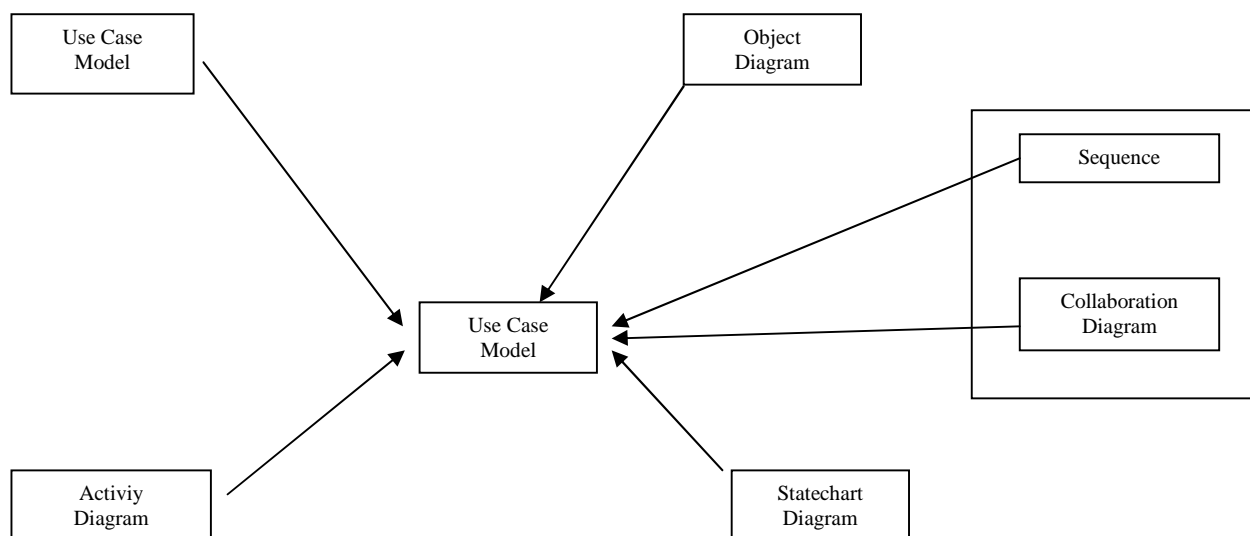 Use Case
Model
Object
Diagram
Sequence
Collaboration
Diagram
Use Case
Model
Activiy
Diagram
Statechart
Diagram